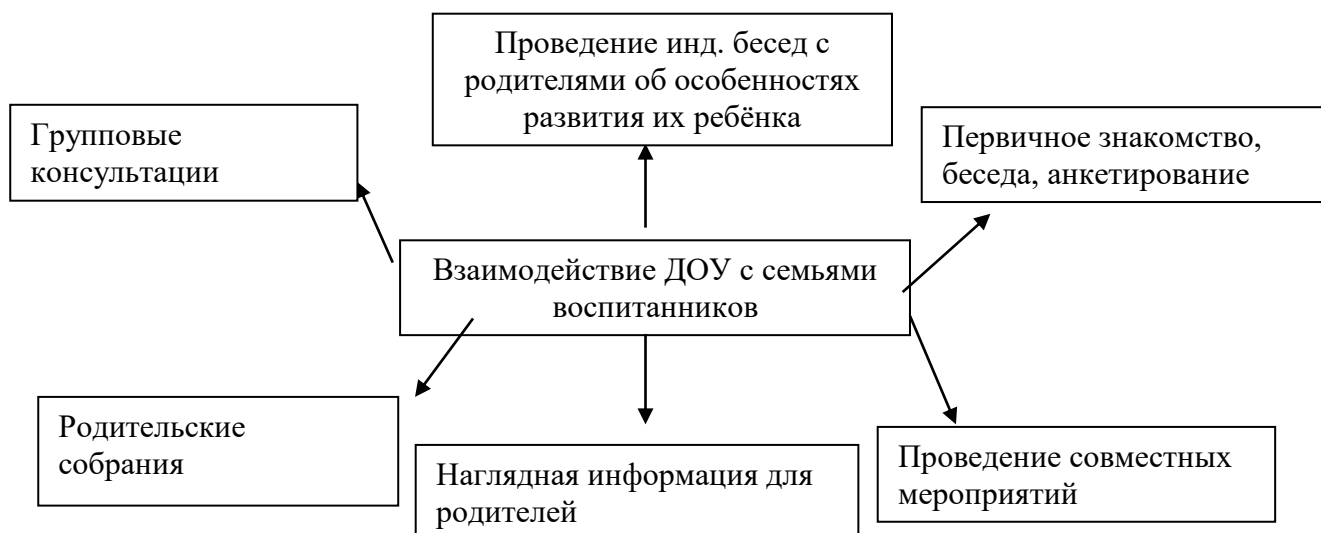 Проведение инд. бесед с
родителями об особенностях
развития их ребёнка
Групповые
консультации
Первичное знакомство,
беседа, анкетирование
Взаимодействие ДОУ с семьями
воспитанников
Родительские
собрания
Наглядная информация для
родителей
Проведение совместных
мероприятий